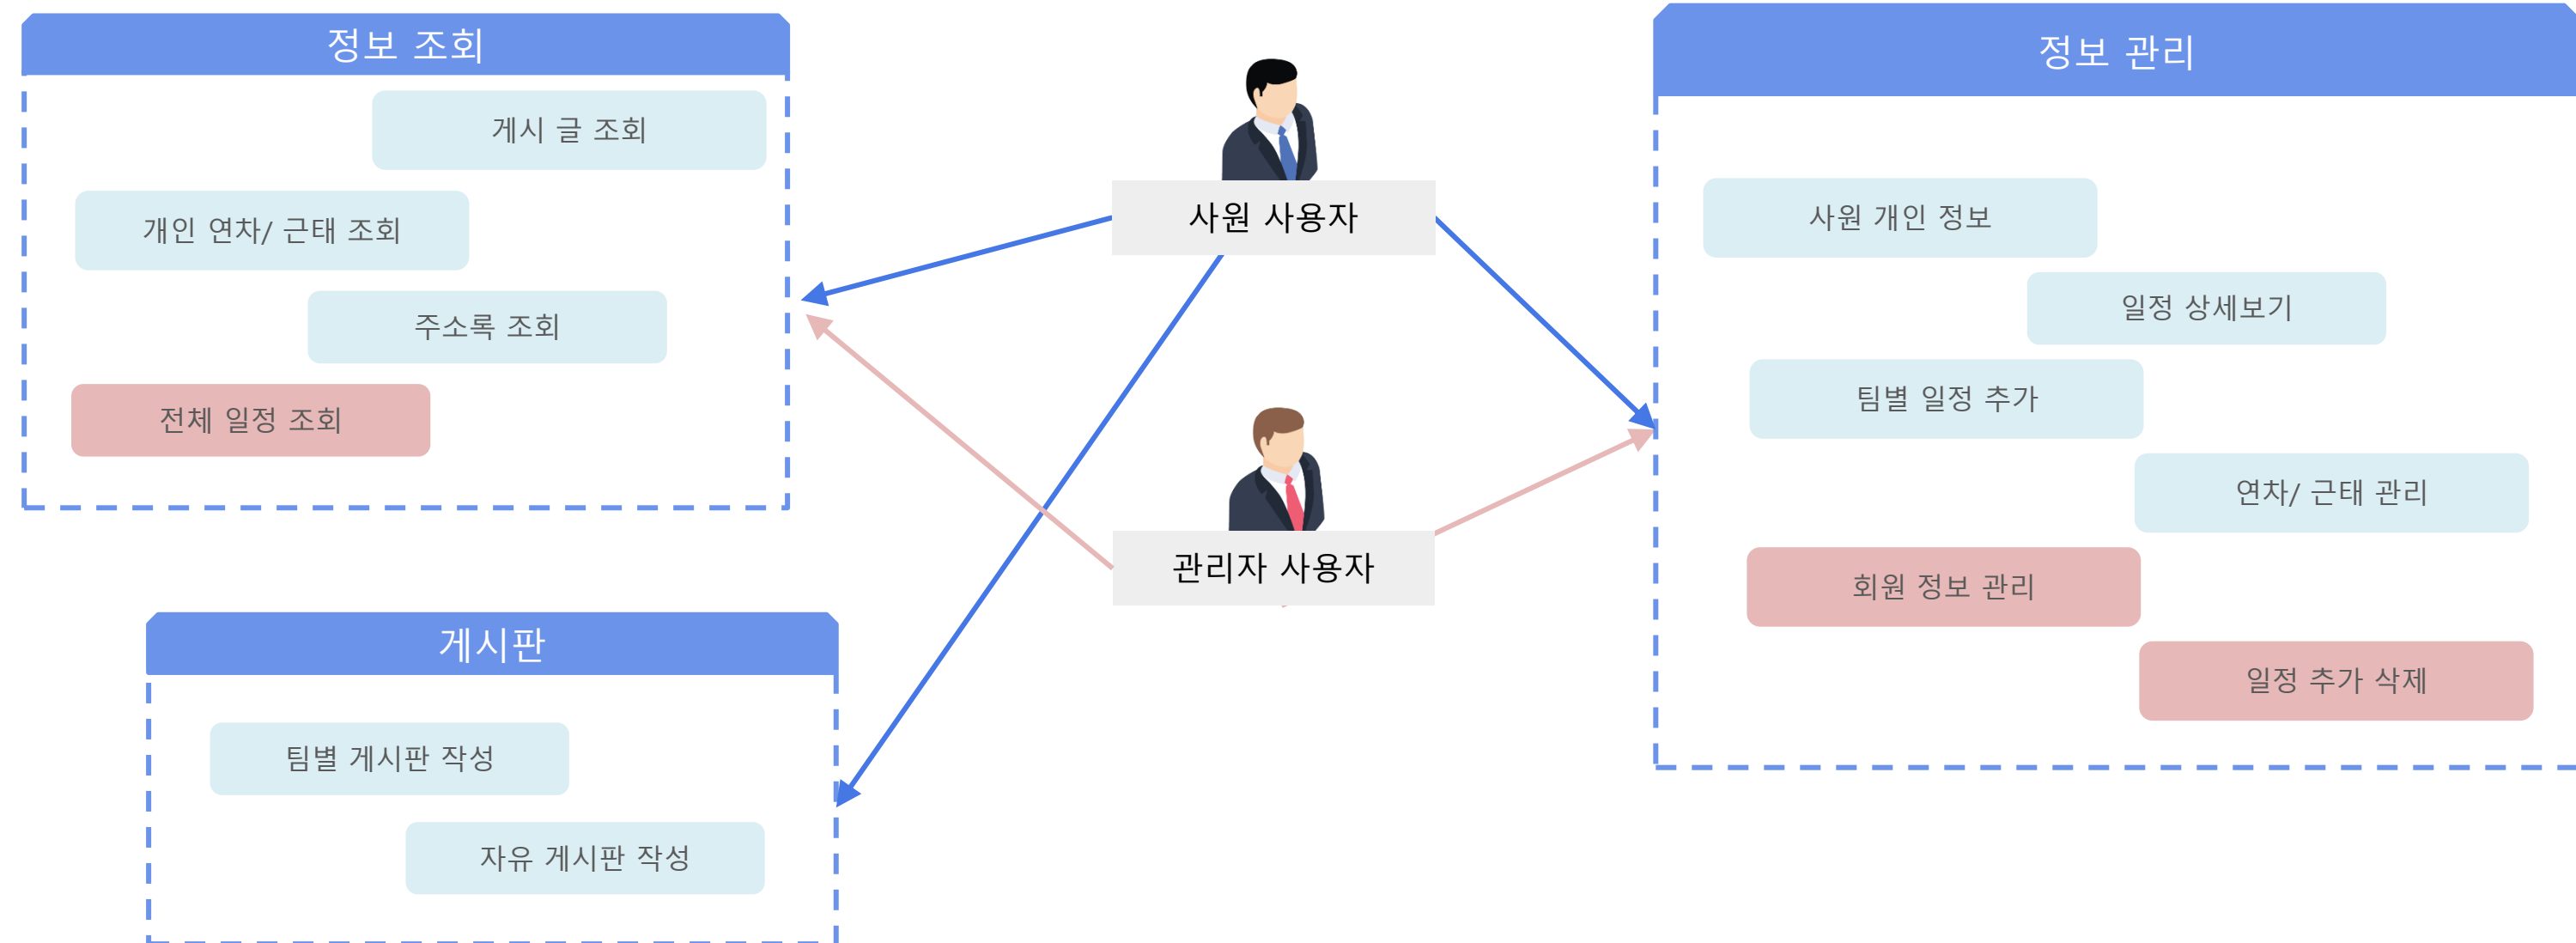 정보 조회
게시 글 조회
개인 연차/ 근태 조회
주소록 조회
전체 일정 조회
게시판
팀별 게시판 작성
자유 게시판 작성
사원 사용자
관리자 사용자
정보 관리
사원 개인 정보
일정 상세보기
팀별 일정 추가
연차/ 근태 관리
회원 정보 관리
일정 추가 삭제